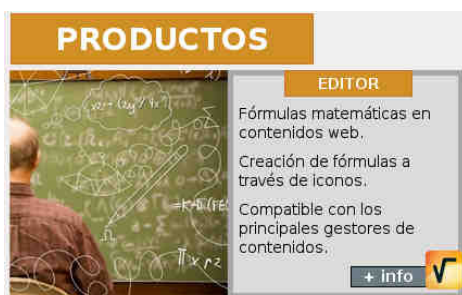 PRODUCTOS
EDITOR
Fórmulas matemáticas en
contenidos web.
Creación de fórmulas a
través de iconos.
Compatible con los
principales gestores de
contenidos.
+ info
√